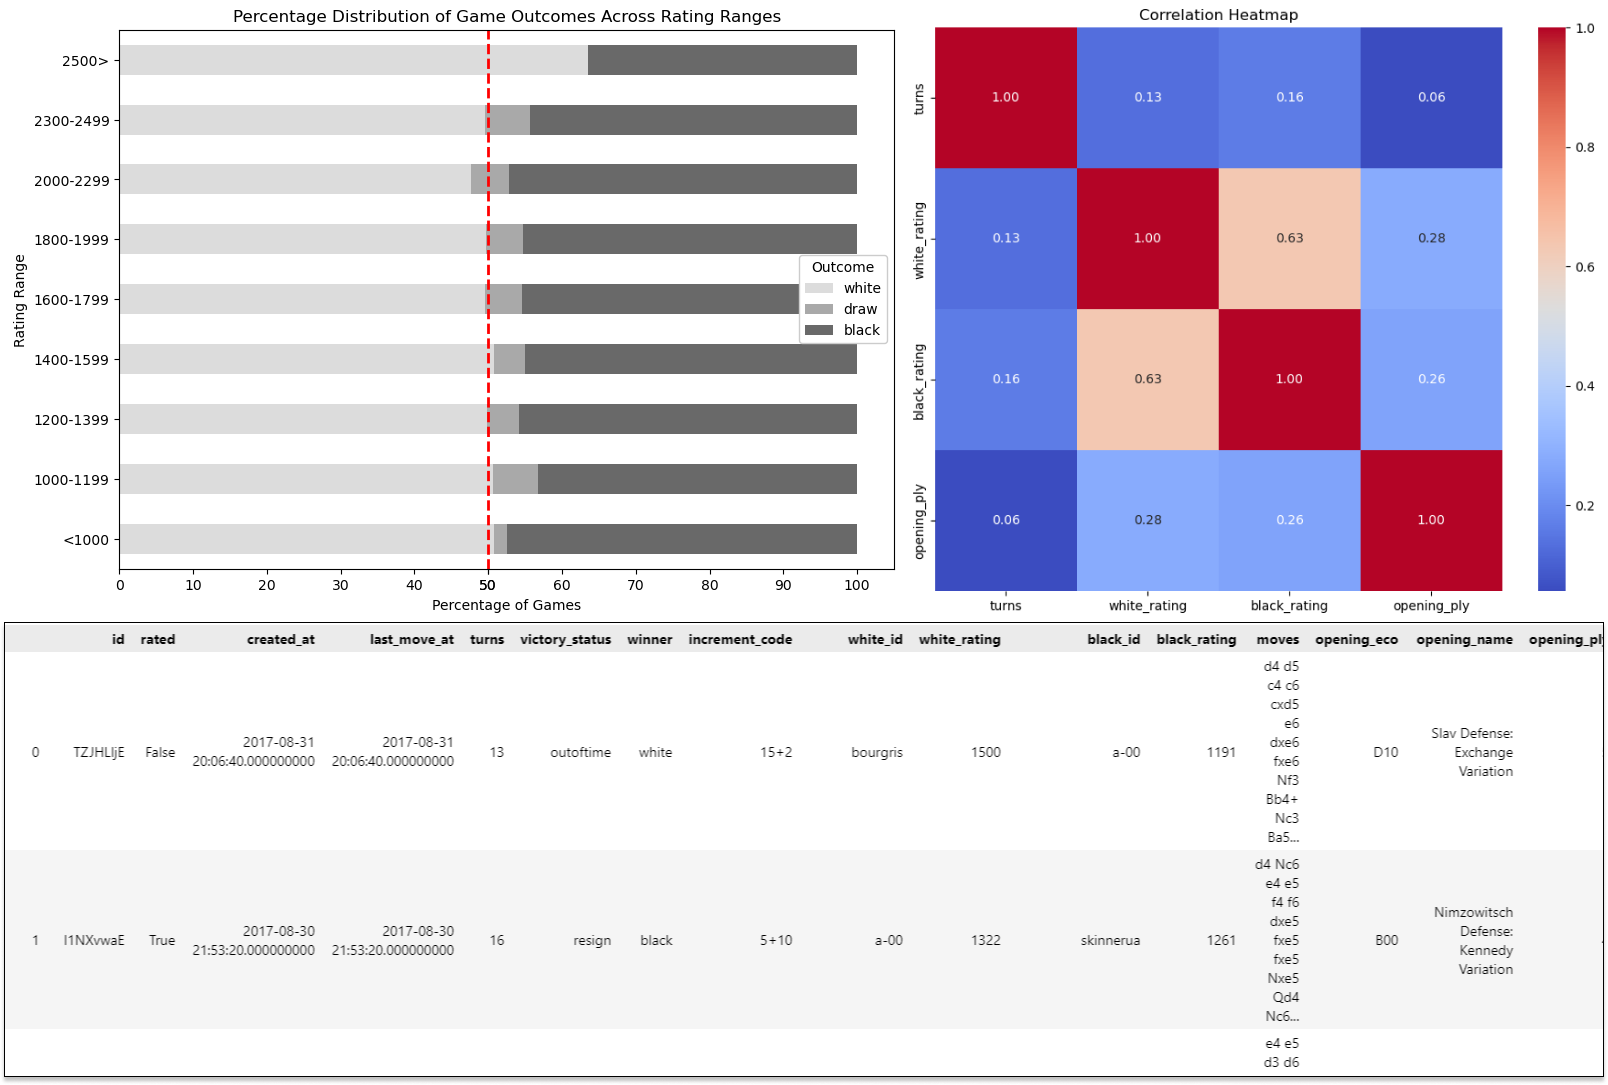 Percentage Distribution of Game Outcomes Across Rating Ranges
Rating Range
2500>
2300-2499
2000-2299
1800-1999
1600-1799
1400-1599
1200-1399
1000-1199
<1000
Outcome
white
draw
black
0 10 20 30 40 50 60 70 80 90 100
50
Percentage of Games
Correlation Heatmap
turns 1.00 0.13 0.16 0.06
white_rating 0.13 1.00 0.63 0.28
black_rating 0.16 0.63 1.00 0.26
opening_ply 0.06 0.28 0.26 1.00
turns white_rating black_rating opening_ply
1.0
0.8
0.6
0.4
0.2
id rated created_at last_move_at turns victory_status winner increment_code white_id white_rating black_id black_rating moves opening_eco opening_name
0 TZJHLljE False 2017-08-31 20:06:40.000000000 2017-08-31 20:06:40.000000000 13 outoftime white 15+2 bourgris 1500 a-00 1191
d4 d5
c4 c6
cxd5
e6
dxe6
fxe6
Nf3
Bb4+
Nc3
Ba5...
D10
Slav Defense:
Exchange
Variation
1 l1NXvwaE True 2017-08-30 21:53:20.000000000 2017-08-30 21:53:20.000000000 16 resign black 5+10 a-00 1322 skinnerua 1261
d4 Nc6
e4 e5
f4 f6
dxe5
fxe5
fxe5
Nxe5
Qd4
Nc6...
B00
Nimzowitsch
Defense:
Kennedy
Variation
e4 e5
d3 d6